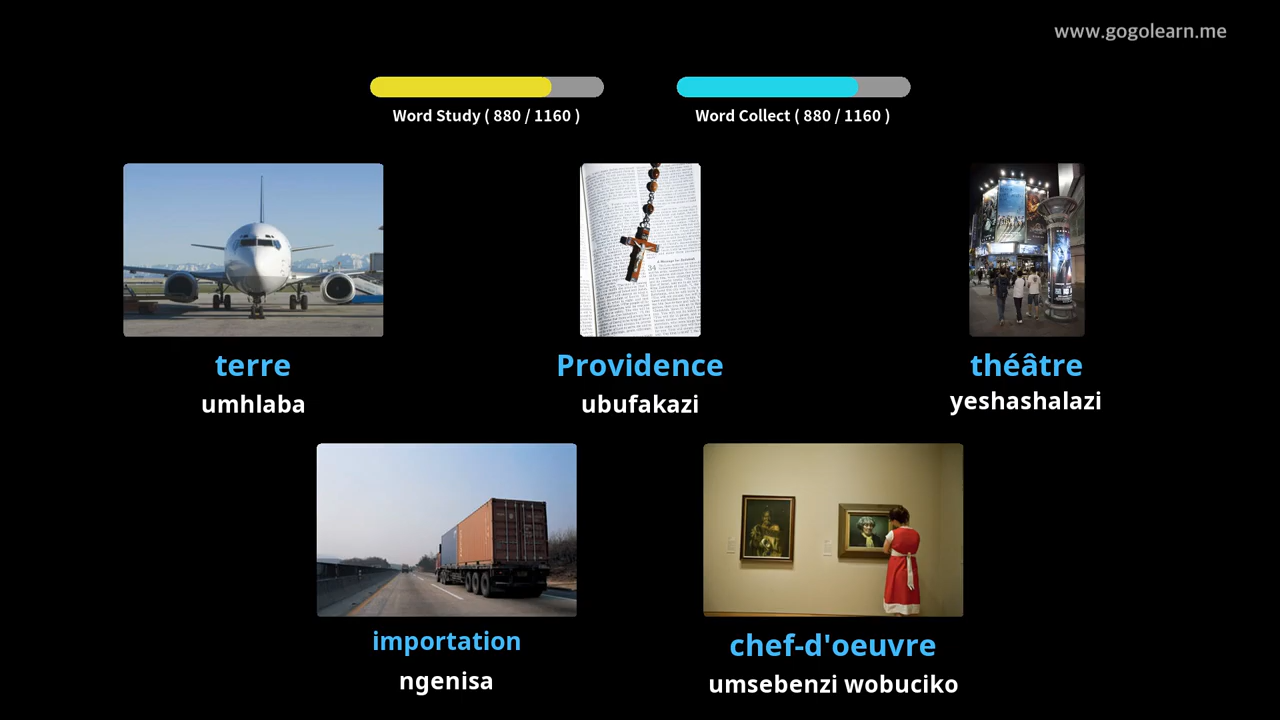 www.gogolearn.me
Word Study ( 880 / 1160 )
Word Collect ( 880 / 1160 )
terre
umhlaba
Providence
ubufakazi
théâtre
yeshashalazi
importation
ngenisa
chef-d'oeuvre
umsebenzi wobuciko